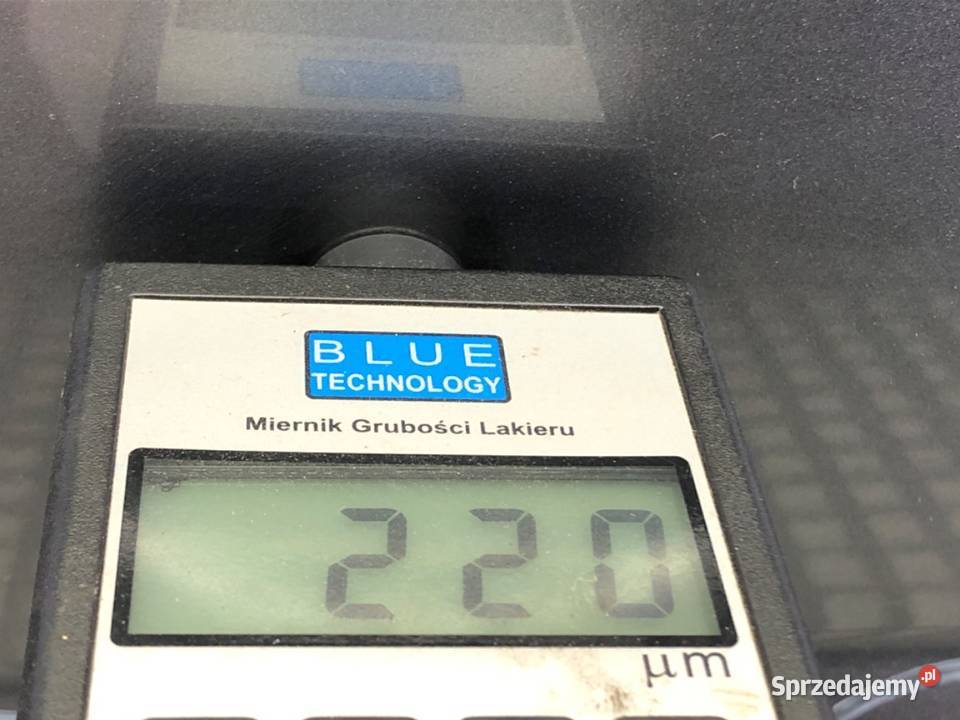 BLUE
TECHNOLOGY
Miernik Grubości Lakieru
220
μm
Sprzedajemy.pl